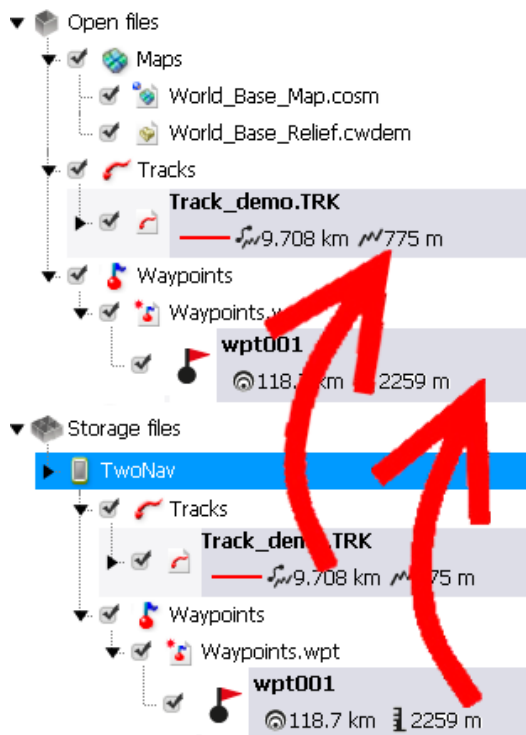 Open files
Maps
World_Base_Map.cosm
World_Base_Relief.cwdem
Tracks
Track_demo.TRK
9.708 km 775 m
Waypoints
wpt001
2259 m
Storage files
TwoNav
Tracks
9.708 km
Waypoints
Waypoints.wpt
wpt001
118.7 km 2259 m